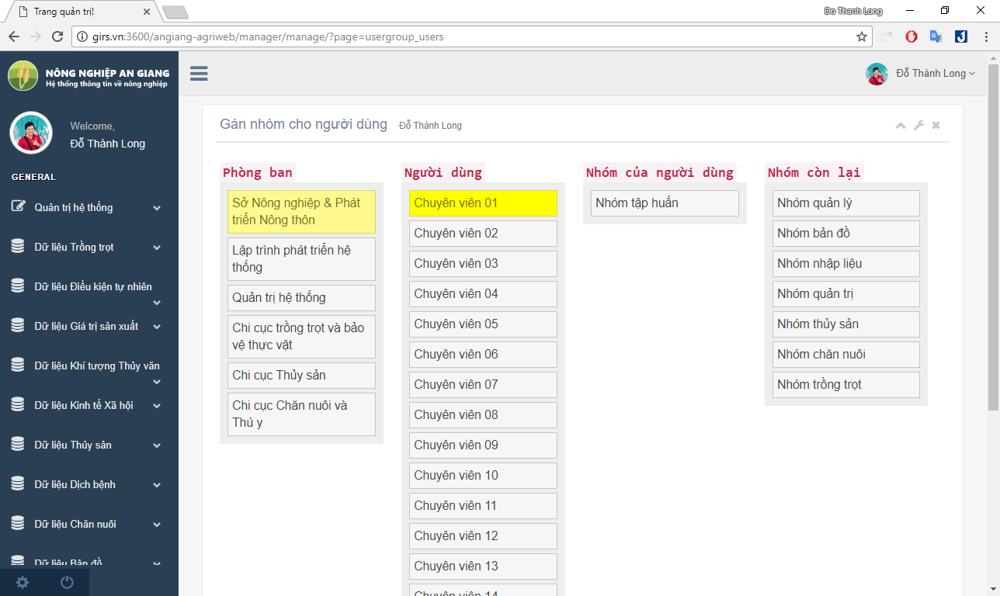 Trang quản trị!
Do Thanh Long
girs.vn:3600/angiang-agriweb/manager/manage/?page=usergroup_users
NÔNG NGHIỆP AN GIANG
Hệ thống thông tin về nông nghiệp
Đỗ Thành Long
Welcome,
Đỗ Thành Long
GENERAL
Quản trị hệ thống
Dữ liệu Trồng trọt
Dữ liệu Điều kiện tự nhiên
Dữ liệu Giá trị sản xuất
Dữ liệu Khí tượng Thủy văn
Dữ liệu Kinh tế Xã hội
Dữ liệu Thủy sản
Dữ liệu Dịch bệnh
Dữ liệu Chăn nuôi
Dữ liệu Bản đồ
Gán nhóm cho người dùng Đỗ Thành Long
Phòng ban
Sở Nông nghiệp & Phát
triển Nông thôn
Lập trình phát triển hệ
thống
Quản trị hệ thống
Chi cục trồng trọt và bảo
vệ thực vật
Chi cục Thủy sản
Chi cục Chăn nuôi và
Thú y
Người dùng
Chuyên viên 01
Chuyên viên 02
Chuyên viên 03
Chuyên viên 04
Chuyên viên 05
Chuyên viên 06
Chuyên viên 07
Chuyên viên 08
Chuyên viên 09
Chuyên viên 10
Chuyên viên 11
Chuyên viên 12
Chuyên viên 13
Chuyên viên 14
Nhóm của người dùng
Nhóm tập huấn
Nhóm còn lại
Nhóm quản lý
Nhóm bản đồ
Nhóm nhập liệu
Nhóm quản trị
Nhóm thủy sản
Nhóm chăn nuôi
Nhóm trồng trọt